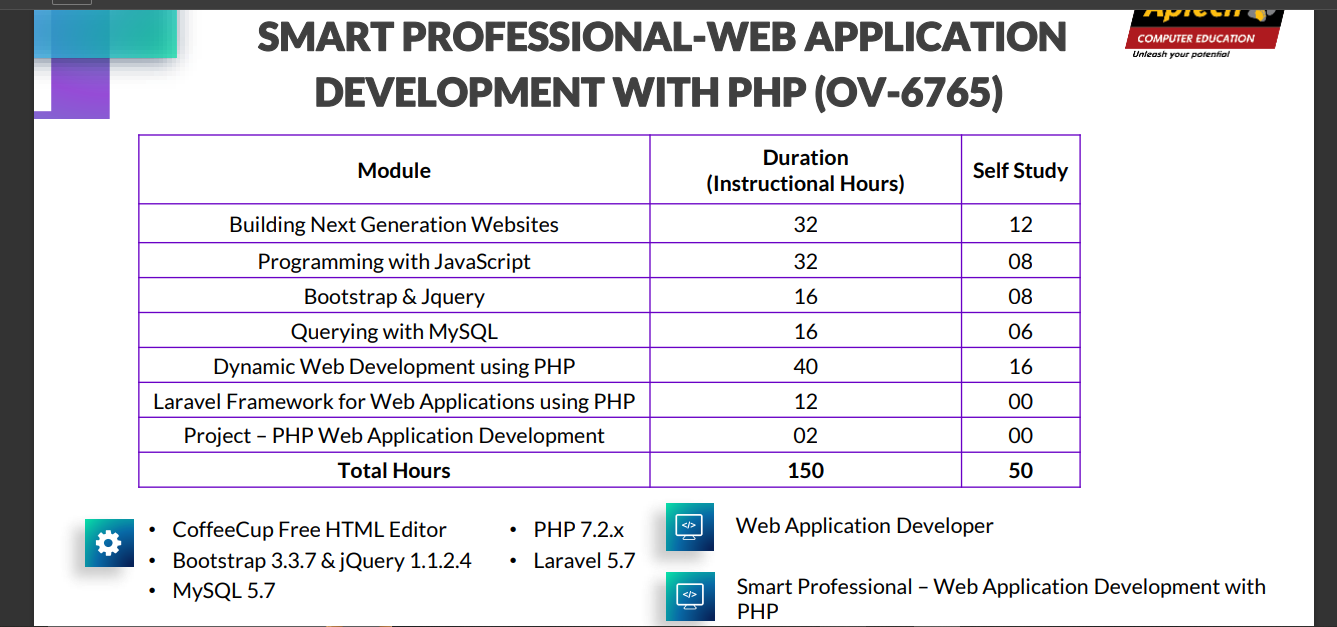 SMART PROFESSIONAL-WEB APPLICATION
DEVELOPMENT WITH PHP (OV-6765)
Aptech
COMPUTER EDUCATION
Unleash your potential
Module Duration (Instructional Hours) Self Study
Building Next Generation Websites 32 12
Programming with JavaScript 32 08
Bootstrap & Jquery 16 08
Querying with MySQL 16 06
Dynamic Web Development using PHP 40 16
Laravel Framework for Web Applications using PHP 12 00
Project – PHP Web Application Development 02 00
Total Hours 150 50
• CoffeeCup Free HTML Editor
• Bootstrap 3.3.7 & jQuery 1.1.2.4
• MySQL 5.7
• PHP 7.2.x
• Laravel 5.7
</> Web Application Developer
</> Smart Professional – Web Application Development with
PHP